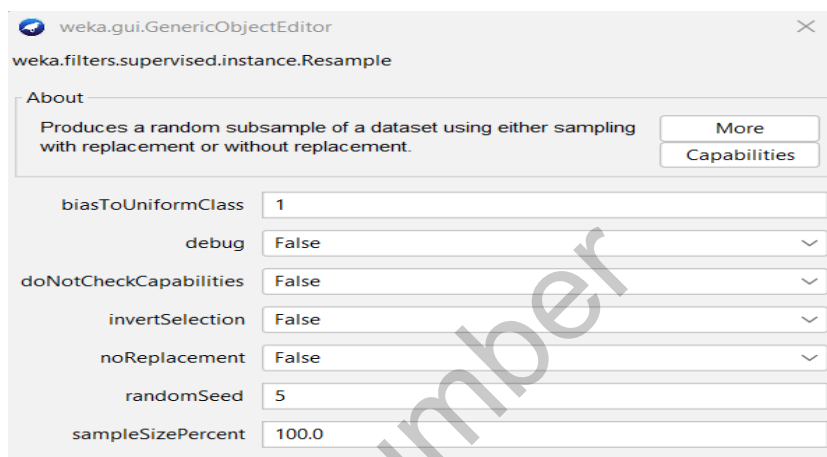 weka.gui.GenericObjectEditor
weka.filters.supervised.instance.Resample
About
Produces a random subsample of a dataset using either sampling
with replacement or without replacement.
More
Capabilities
biasToUniformClass 1
debug False
doNotCheckCapabilities False
invertSelection False
noReplacement False
randomSeed 5
sampleSizePercent 100.0